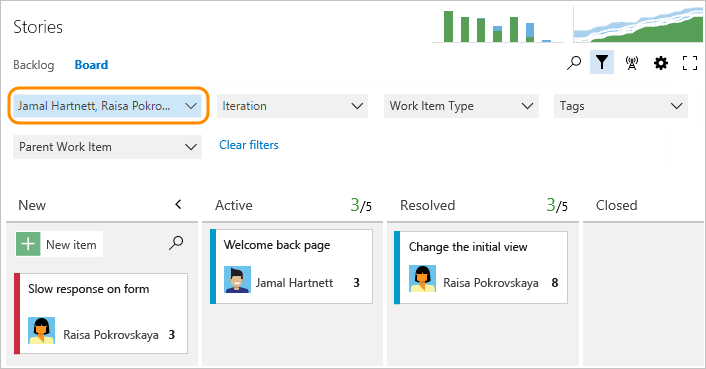 Stories
Backlog Board
Jamal Hartnett, Raisa Pokro... Iteration Work Item Type Tags
Parent Work Item Clear filters
New Active 3/5 Resolved 3/5 Closed
New item
Welcome back page
Jamal Hartnett 3
Change the initial view
Raisa Pokrovskaya 8
Slow response on form
Raisa Pokrovskaya 3